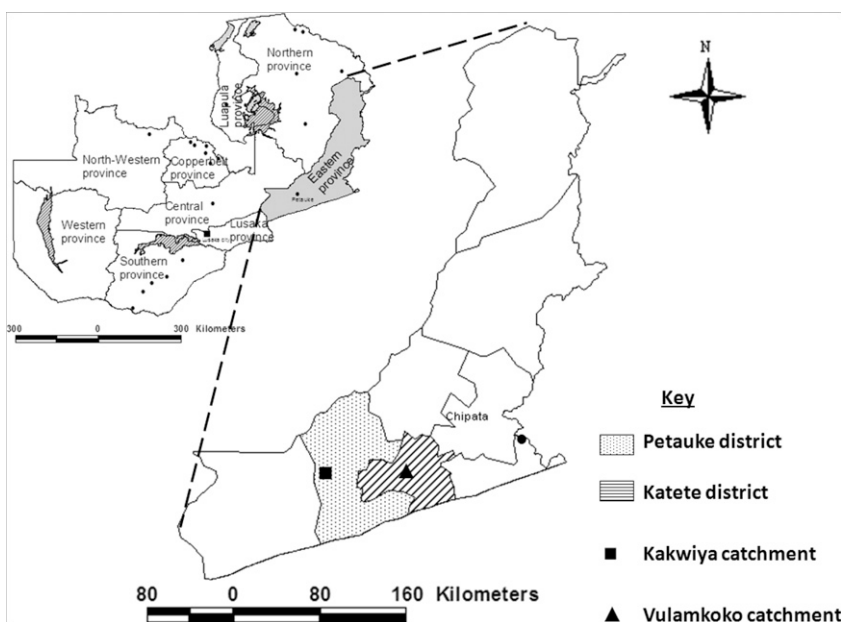 Northern
province
Luapula
province
North-Western
province
Copperbelt
province
Eastern
province
Central
province
Western
province
Lusaka
province
Southern
province
300 0 300 Kilometers
N
Chipata
Key
Petauke district
Katete district
Kakwiya catchment
Vulamkoko catchment
80 0 80 160 Kilometers